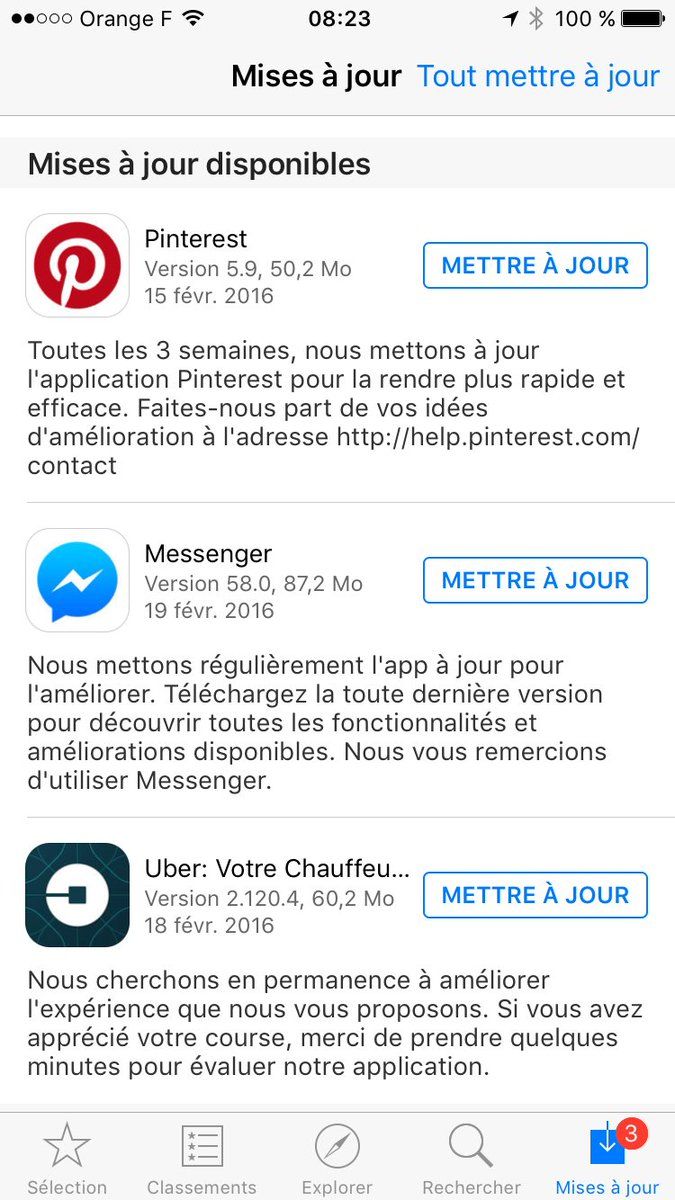 Orange F 08:23 100 %
Mises à jour Tout mettre à jour
Mises à jour disponibles
Pinterest
Version 5.9, 50,2 Mo
15 févr. 2016
METTRE À JOUR
Toutes les 3 semaines, nous mettons à jour
l'application Pinterest pour la rendre plus rapide et
efficace. Faites-nous part de vos idées
d'amélioration à l'adresse http://help.pinterest.com/
contact
Messenger
Version 58.0, 87,2 Mo
19 févr. 2016
METTRE À JOUR
Nous mettons régulièrement l'app à jour pour
l'améliorer. Téléchargez la toute dernière version
pour découvrir toutes les fonctionnalités et
améliorations disponibles. Nous vous remercions
d'utiliser Messenger.
Uber: Votre Chauffeu...
Version 2.120.4, 60,2 Mo
18 févr. 2016
METTRE À JOUR
Nous cherchons en permanence à améliorer
l'expérience que nous vous proposons. Si vous avez
apprécié votre course, merci de prendre quelques
minutes pour évaluer notre application.
3
Sélection Classements Explorer Rechercher Mises à jour